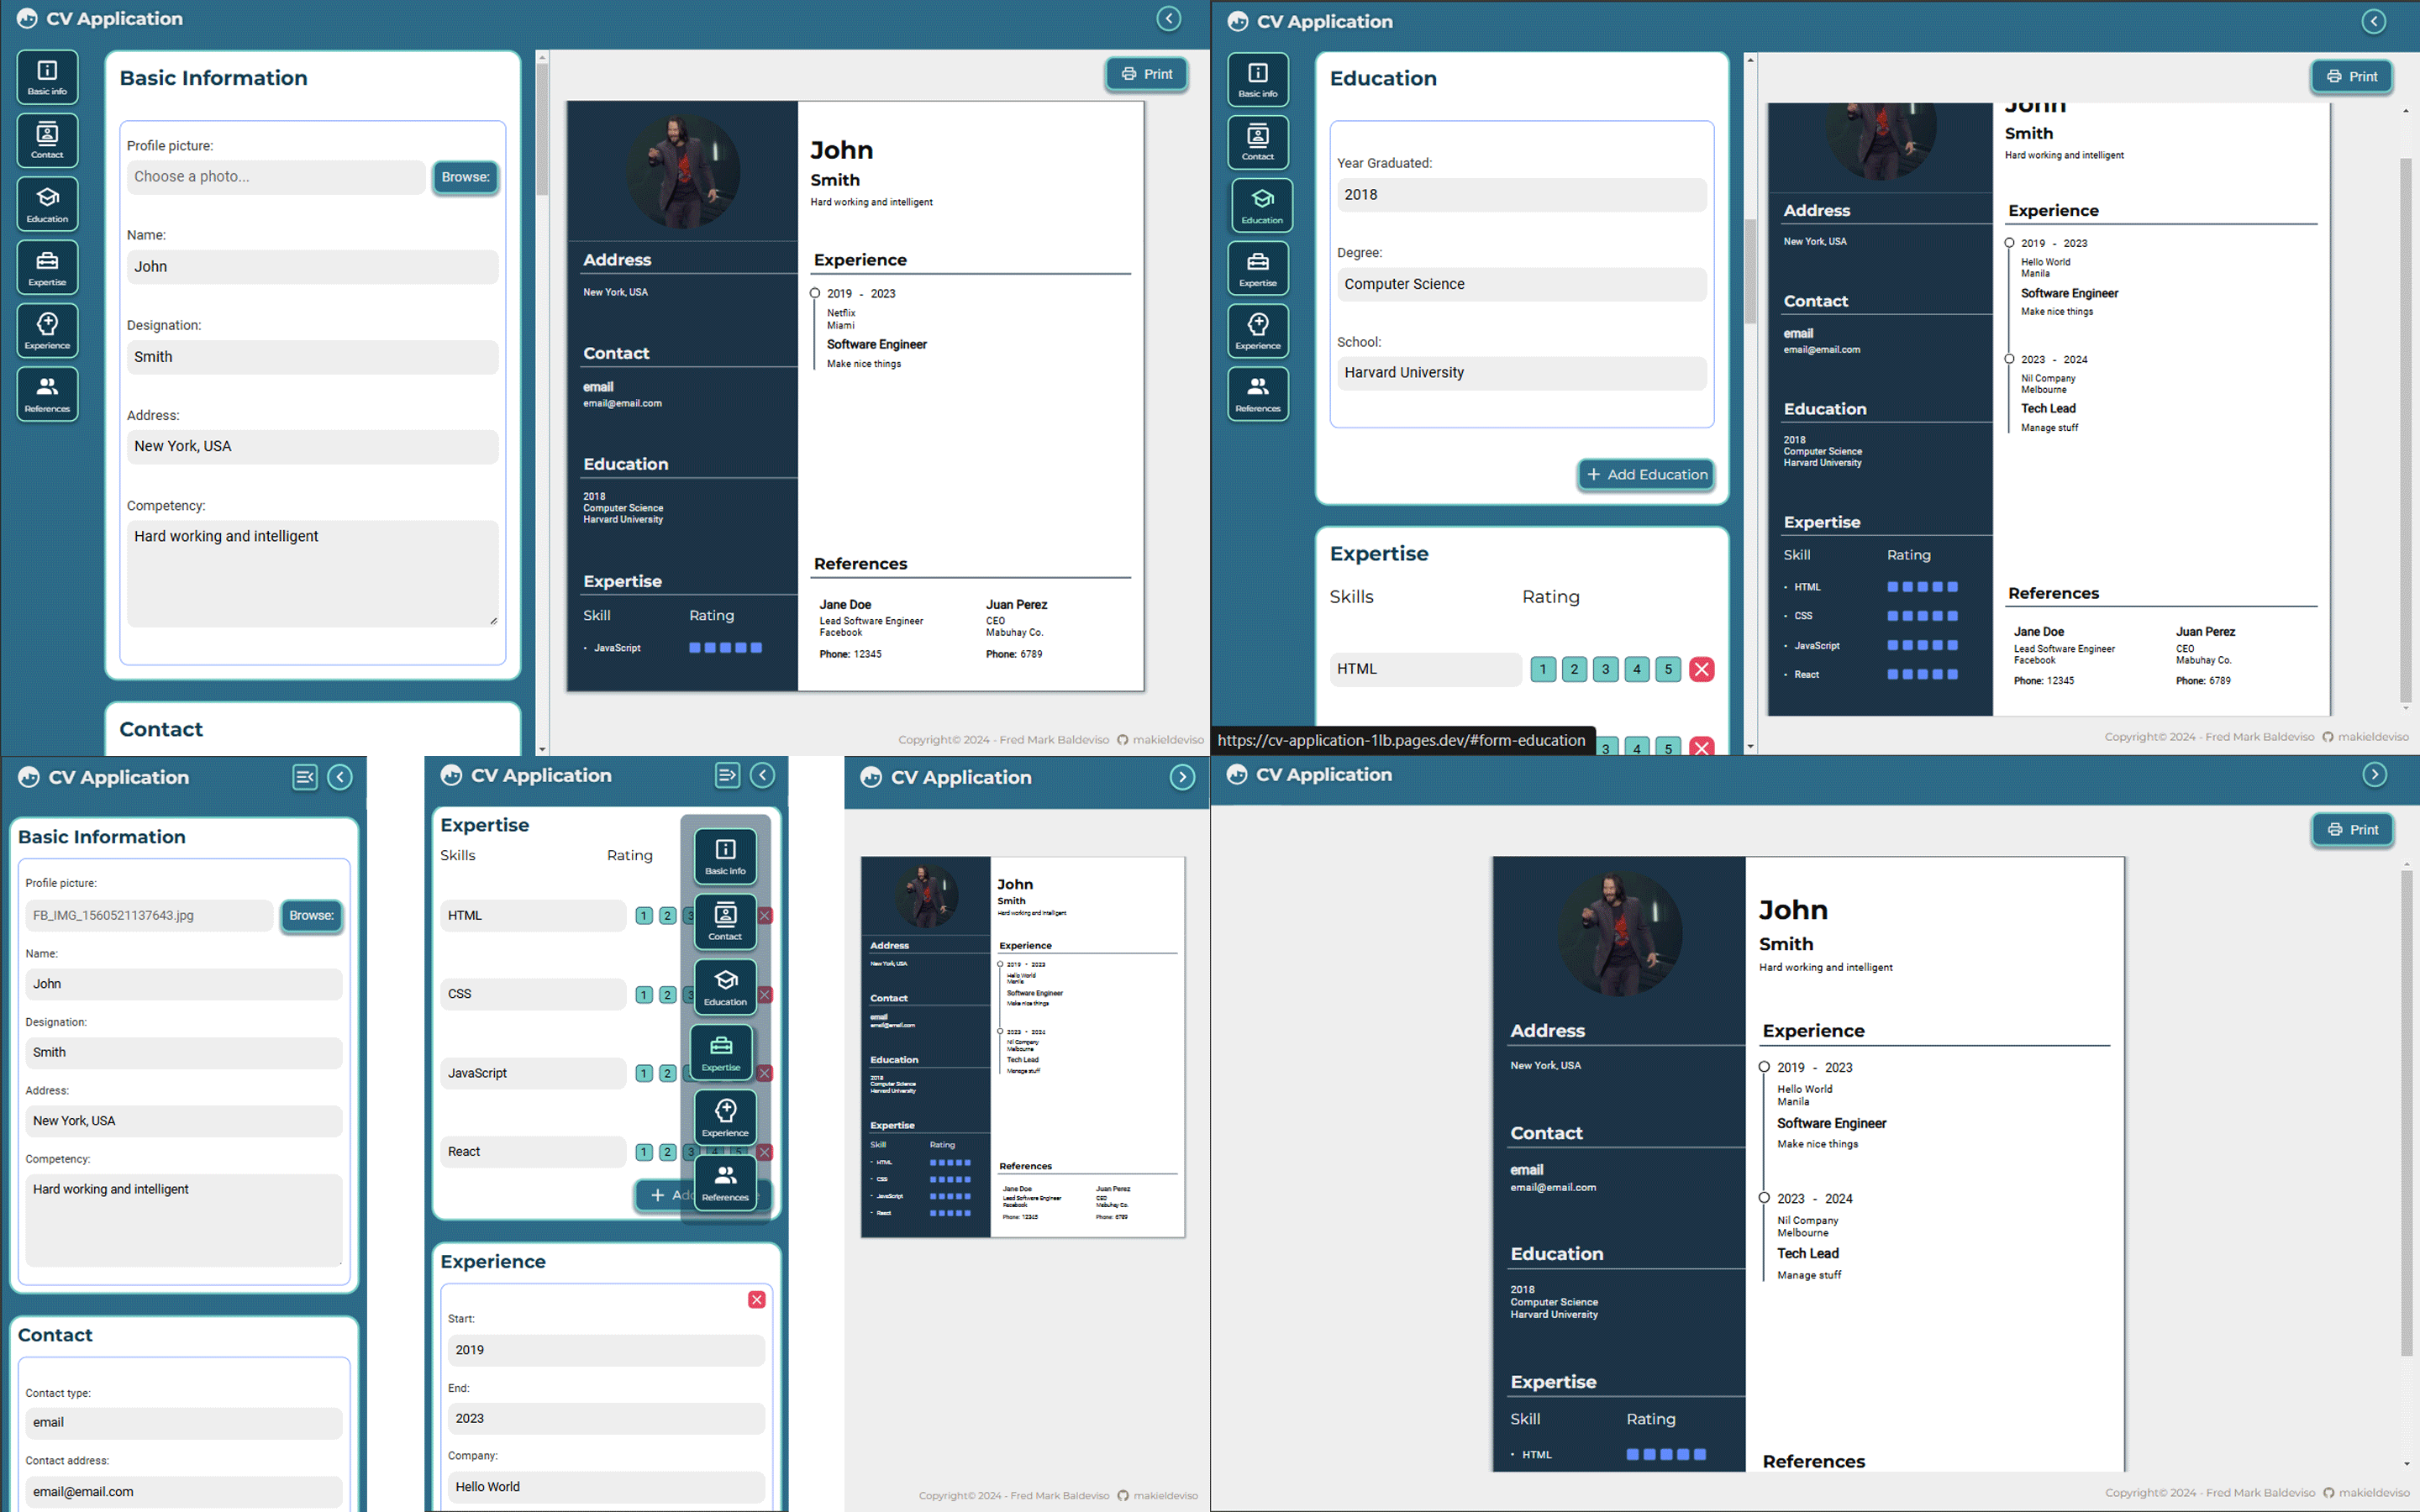 CV Application
Basic info
Contact
Education
Expertise
Experience
References
Basic Information
Profile picture:
Choose a photo...
Browse:
Name:
John
Designation:
Smith
Address:
New York, USA
Competency:
Hard working and intelligent
Contact
Print
John
Smith
Hard working and intelligent
Address
New York, USA
Contact
email
email@email.com
Education
2018
Computer Science
Harvard University
Expertise
Skill Rating
• JavaScript
Experience
2019 - 2023
Netflix
Miami
Software Engineer
Make nice things
References
Jane Doe
Lead Software Engineer
Facebook
Phone: 12345
Juan Perez
CEO
Mabuhay Co.
Phone: 6789
Copyright© 2024 - Fred Mark Baldeviso makieldeviso
CV Application
Basic info
Contact
Education
Expertise
Experience
References
Education
Year Graduated:
2018
Degree:
Computer Science
School:
Harvard University
+ Add Education
Expertise
Skills Rating
HTML 1 2 3 4 5
3 4 5
https://cv-application-1lb.pages.dev/#form-education
Print
John
Smith
Hard working and intelligent
Address
New York, USA
Contact
email
email@email.com
Education
2018
Computer Science
Harvard University
Expertise
Skill Rating
• HTML
• CSS
• JavaScript
• React
Experience
2019 - 2023
Hello World
Manila
Software Engineer
Make nice things
2023 - 2024
Nil Company
Melbourne
Tech Lead
Manage stuff
References
Jane Doe
Lead Software Engineer
Facebook
Phone: 12345
Juan Perez
CEO
Mabuhay Co.
Phone: 6789
Copyright© 2024 - Fred Mark Baldeviso makieldeviso
CV Application
Basic Information
Profile picture:
FB_IMG_1560521137643.jpg
Browse:
Name:
John
Designation:
Smith
Address:
New York, USA
Competency:
Hard working and intelligent
Contact
Contact type:
email
Contact address:
email@email.com
CV Application
Expertise
Skills Rating
HTML 1 2 3
CSS 1 2 3
JavaScript 1 2
React 1 2 3 4 5
+
Basic info
Contact
Education
Expertise
Experience
References
Experience
Start:
2019
End:
2023
Company:
Hello World
CV Application
John
Smith
Hard working and intelligent
Address
New York, USA
Contact
email
email@email.com
Education
2018
Computer Science
Harvard University
Expertise
Skill Rating
• HTML
• CSS
• JavaScript
• React
Experience
2019 - 2023
Hello World
Manila
Software Engineer
Make nice things
2023 - 2024
Nil Company
Melbourne
Tech Lead
Manage stuff
References
Jane Doe
Lead Software Engineer
Facebook
Phone: 12345
Juan Perez
CEO
Mabuhay Co.
Phone: 6789
Copyright© 2024 - Fred Mark Baldeviso makieldeviso
CV Application
Print
John
Smith
Hard working and intelligent
Address
New York, USA
Contact
email
email@email.com
Education
2018
Computer Science
Harvard University
Expertise
Skill Rating
• HTML
Experience
2019 - 2023
Hello World
Manila
Software Engineer
Make nice things
2023 - 2024
Nil Company
Melbourne
Tech Lead
Manage stuff
References
Copyright© 2024 - Fred Mark Baldeviso makieldeviso